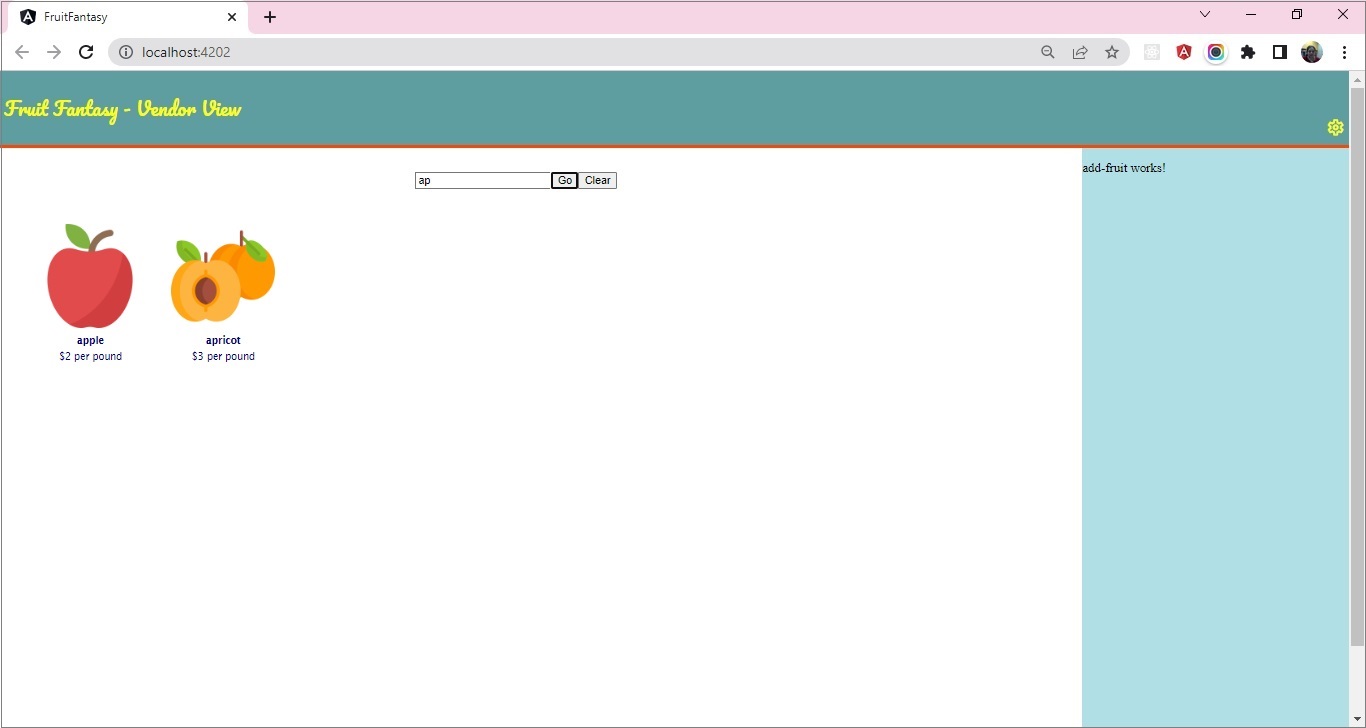 FruitFantasy
localhost:4202
Fruit Fantasy - Vendor View
ap Go Clear
add-fruit works!
apple apricot
$2 per pound $3 per pound